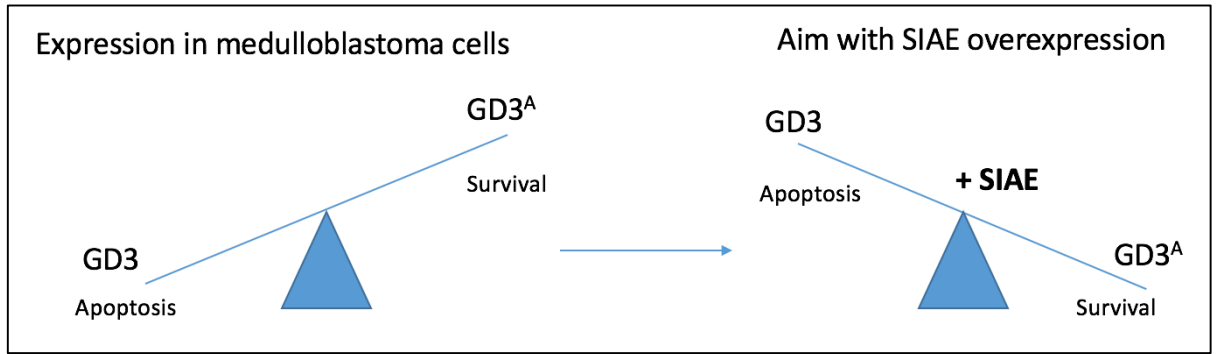 Expression in medulloblastoma cells
GD3ᴬ
Survival
GD3
Apoptosis
Aim with SIAE overexpression
GD3
Apoptosis
+ SIAE
GD3ᴬ
Survival